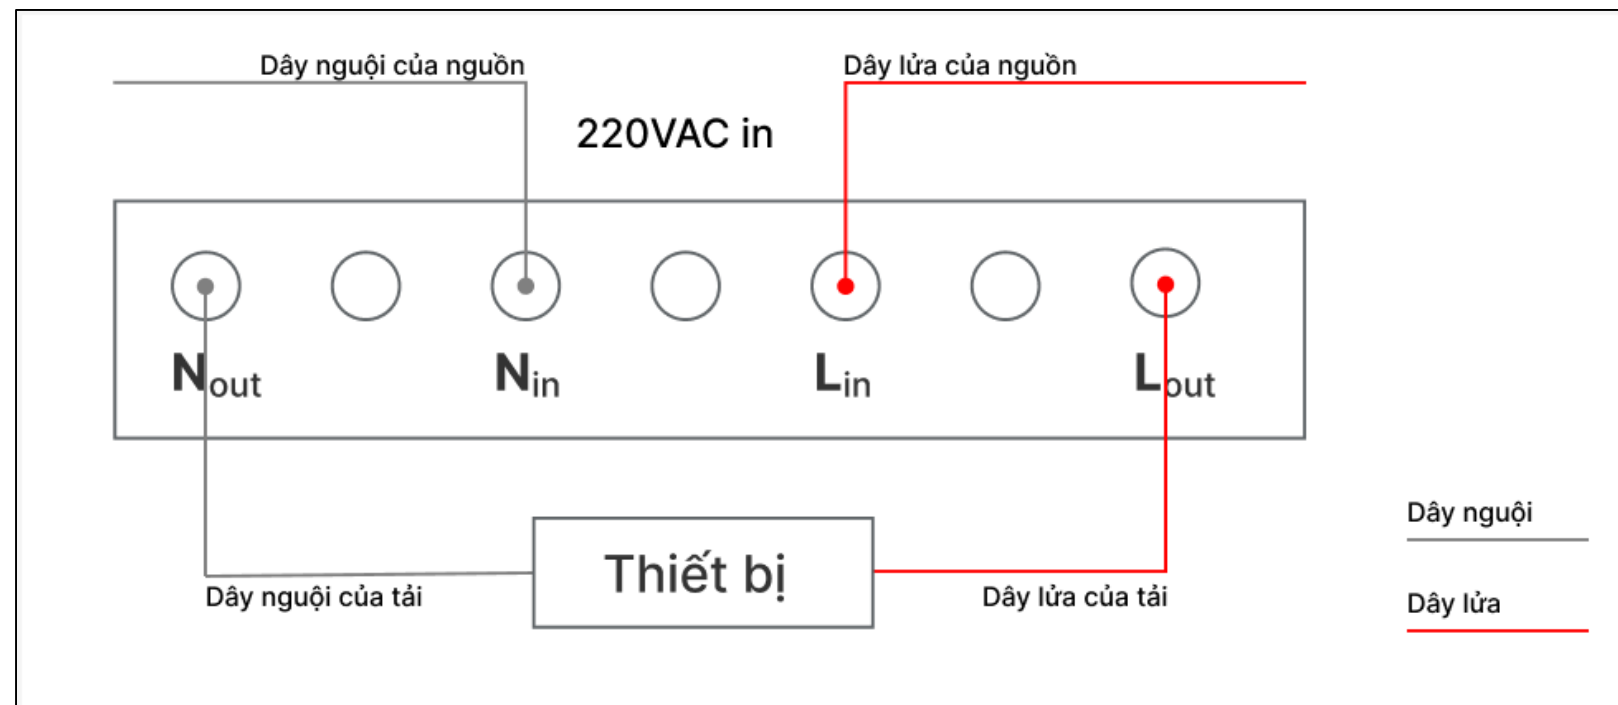 Dây nguội của nguồn
Dây lửa của nguồn
220VAC in
Nout
Nin
Lin
Lout
Thiết bị
Dây nguội của tải
Dây lửa của tải
Dây nguội
Dây lửa